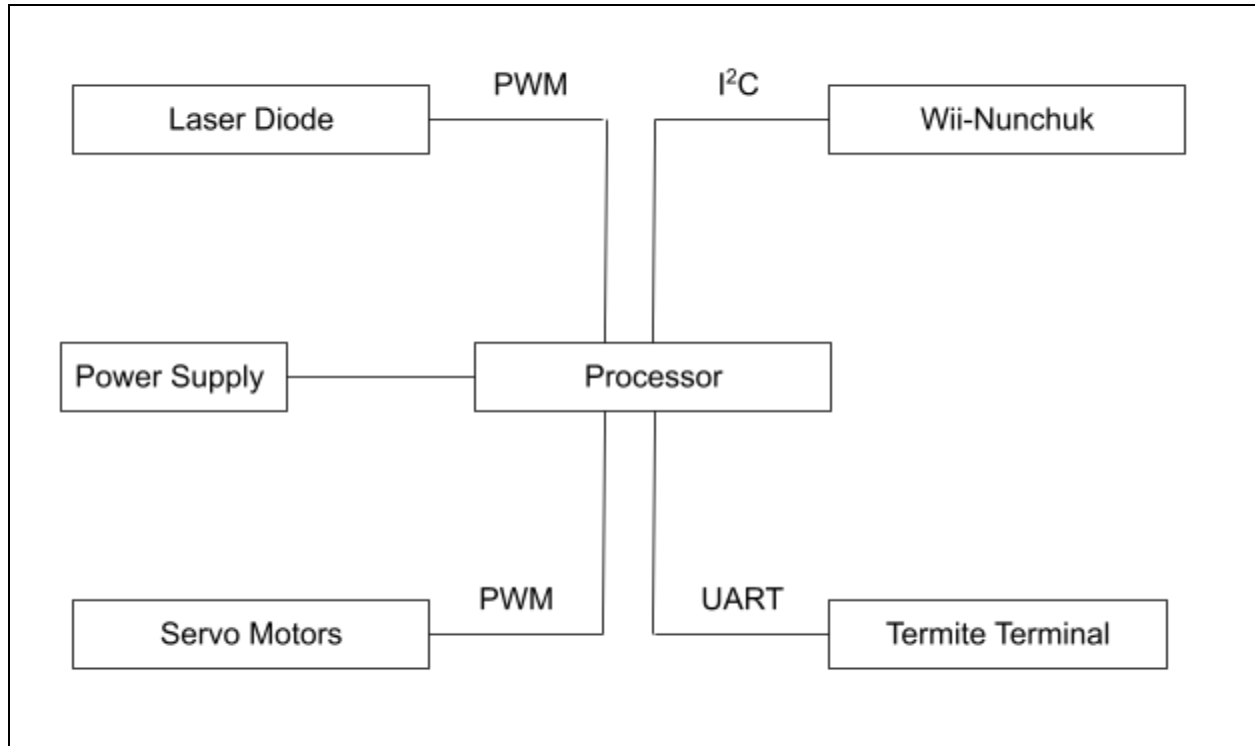 PWM
I²C
Laser Diode
Wii-Nunchuk
Power Supply
Processor
PWM
UART
Servo Motors
Termite Terminal